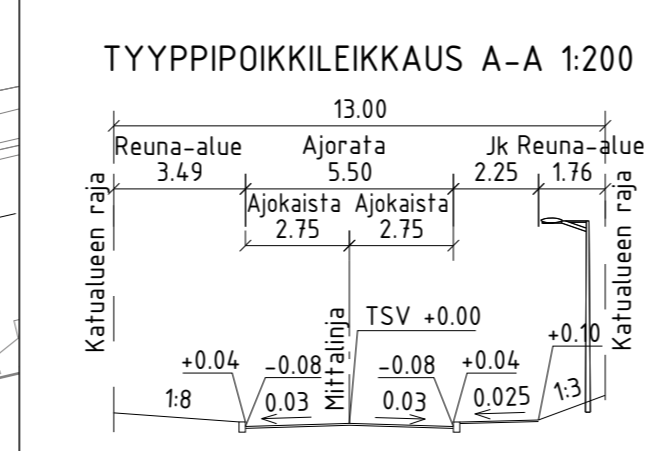 TYYPPIPOIKKILEIKKAUS A-A 1:200
13.00
Reuna-alue Ajorata Jk Reuna-alue
3.49 5.50 2.25 1.76
Ajokaista Ajokaista
2.75 2.75
Katualueen raja
Katualueen raja
Mittalinja
TSV +0.00
+0.10
+0.04 -0.08 -0.08 +0.04
1:8 0.03 0.03 0.025 1:3